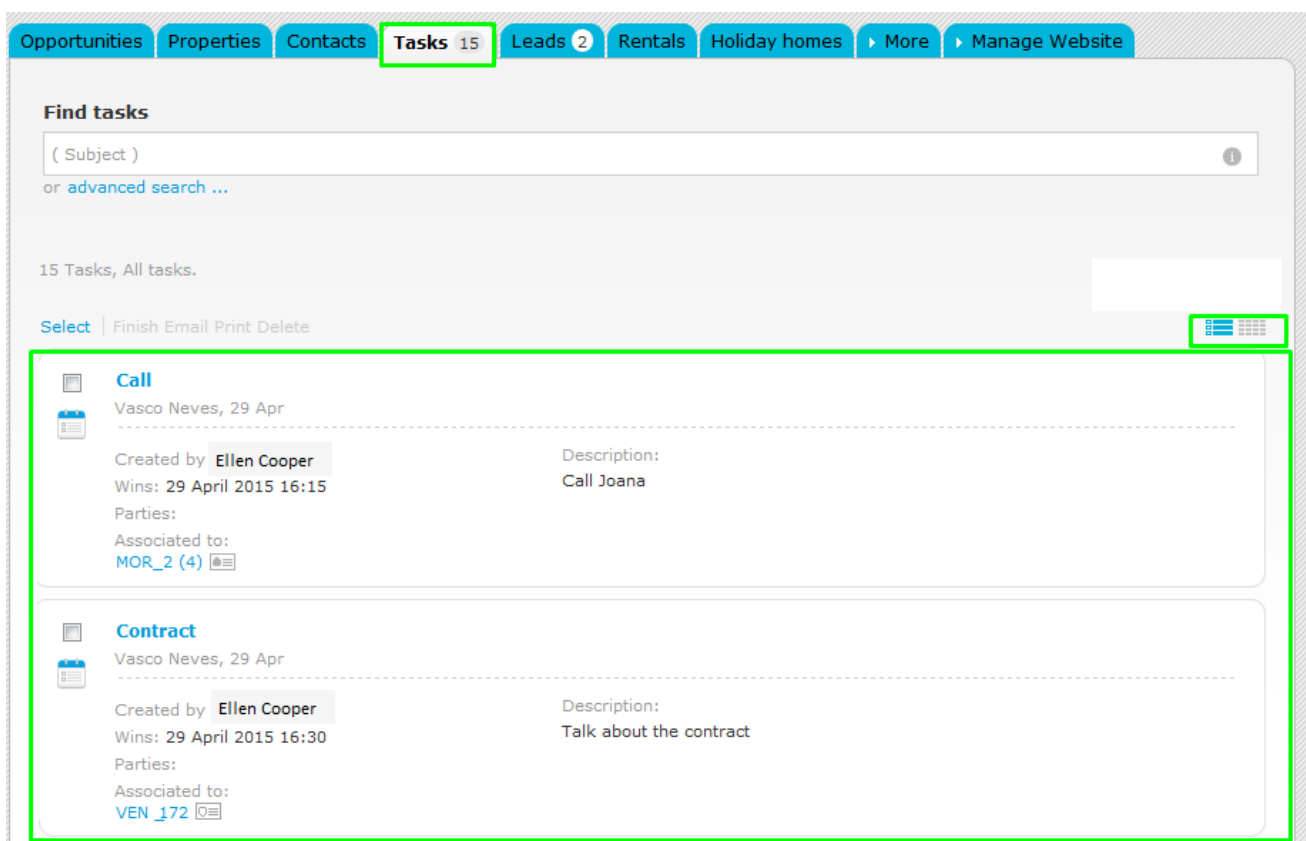 Opportunities Properties Contacts Tasks 15 Leads 2 Rentals Holiday homes More Manage Website
Find tasks
( Subject )
or advanced search ...
15 Tasks, All tasks.
Select Finish Email Print Delete
Call
Vasco Neves, 29 Apr
Created by Ellen Cooper
Wins: 29 April 2015 16:15
Parties:
Associated to:
MOR_2 (4)
Description:
Call Joana
Contract
Vasco Neves, 29 Apr
Created by Ellen Cooper
Wins: 29 April 2015 16:30
Parties:
Associated to:
VEN _172
Description:
Talk about the contract